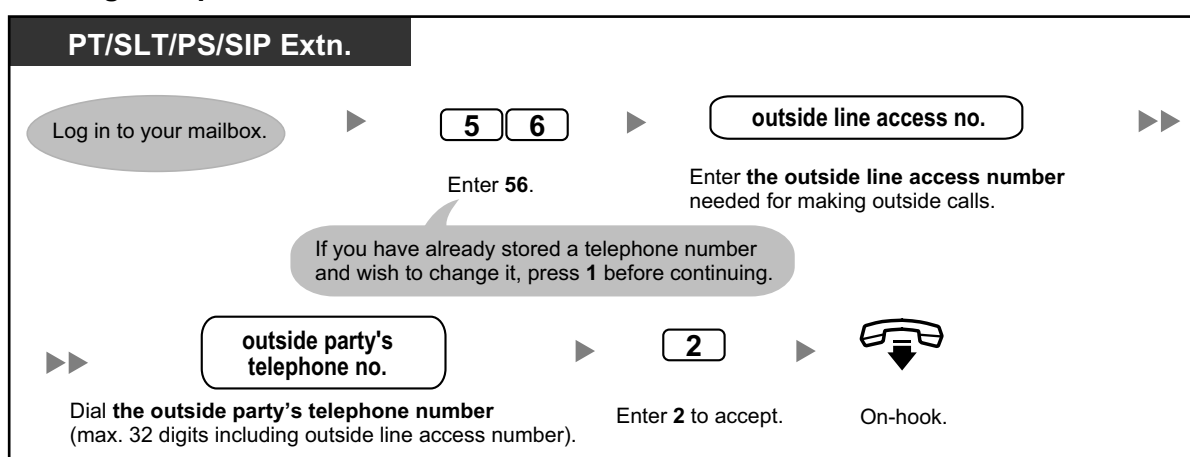 PT/SLT/PS/SIP Extn.
Log in to your mailbox.
5 6
outside line access no.
Enter 56.
Enter the outside line access number
needed for making outside calls.
If you have already stored a telephone number
and wish to change it, press 1 before continuing.
outside party's
telephone no.
2
Dial the outside party’s telephone number
(max. 32 digits including outside line access number).
Enter 2 to accept.
On-hook.